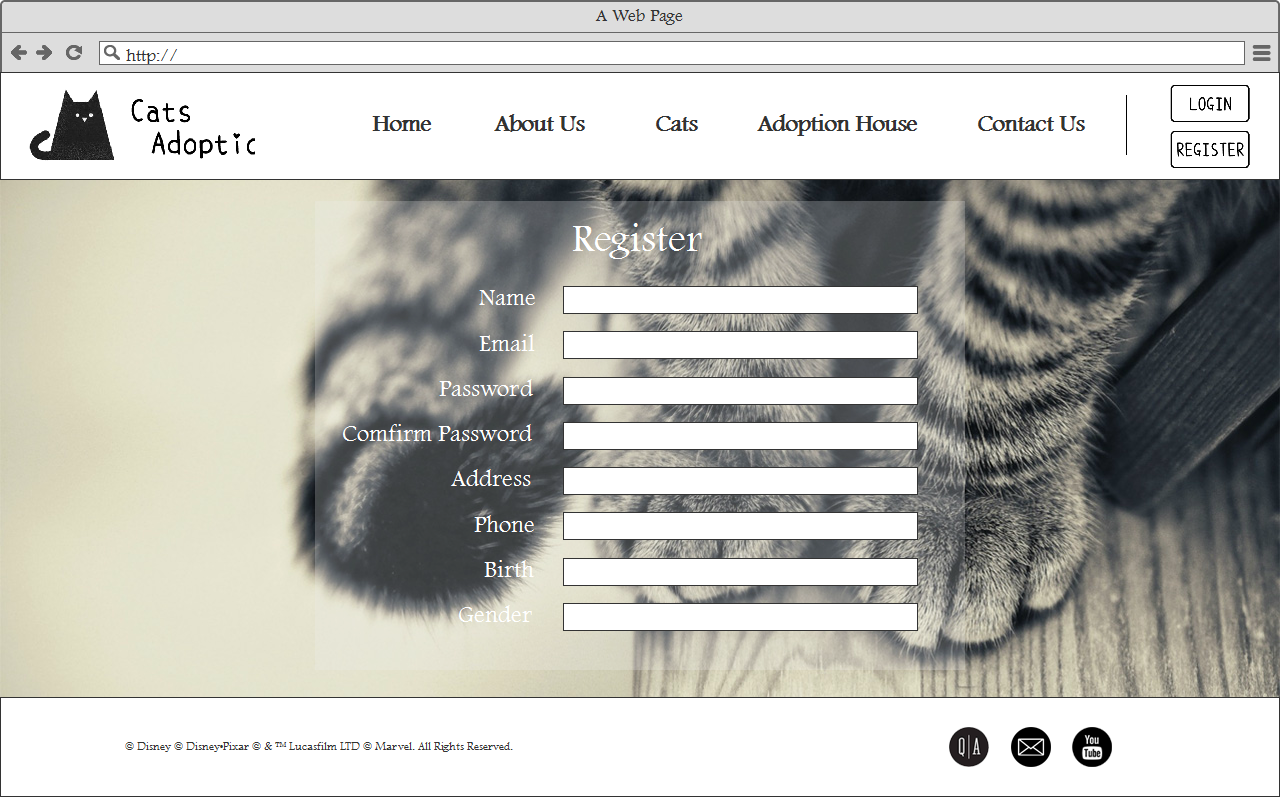 A Web Page
http://
Cats
Adoptic
Home About Us Cats Adoption House Contact Us
LOGIN
REGISTER
Register
Name
Email
Password
Comfirm Password
Address
Phone
Birth
Gender
© Disney © Disney•Pixar © & ™ Lucasfilm LTD © Marvel. All Rights Reserved.
Q|A
You
Tube